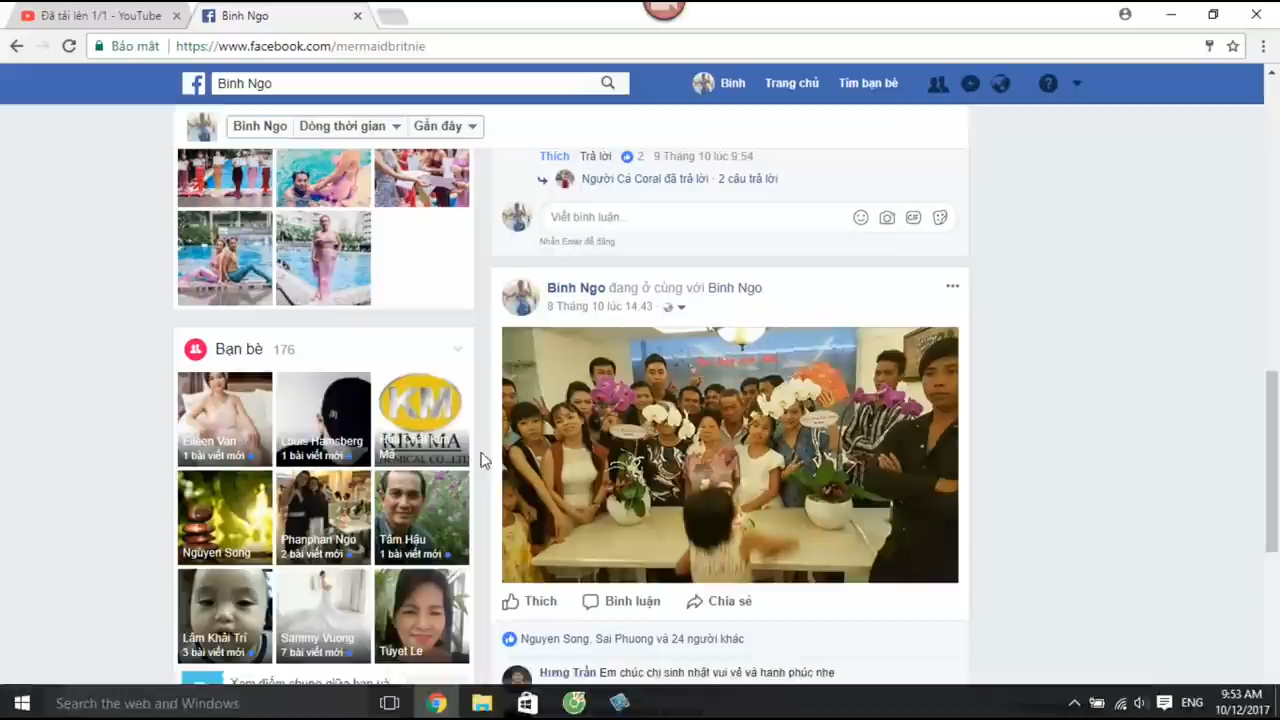 Đã tải lên 1/1 - YouTube
Binh Ngo
Bảo mật
https://www.facebook.com/mermaidbritnie
Binh Ngo
Binh
Trang chủ
Tìm bạn bè
Binh Ngo
Dòng thời gian
Gần đây
Thích Trả lời 2 9 Tháng 10 lúc 9:54
Người Cá Coral đã trả lời · 2 câu trả lời
Viết bình luận...
Nhấn Enter để đăng
Binh Ngo đang ở cùng với Binh Ngo
8 Tháng 10 lúc 14:43
Bạn bè 176
Eileen Van
1 bài viết mới
Louis Hamsberg
1 bài viết mới
KM
KIM MA
Nguyen Song
Phanphan Ngo
2 bài viết mới
Tâm Hậu
1 bài viết mới
Lâm Khải Trí
3 bài viết mới
Sammy Vuong
7 bài viết mới
Tuyet Le
Thích
Bình luận
Chia sẻ
Nguyen Song, Sai Phuong và 24 người khác
Hưng Trần Em chúc chị sinh nhật vui vẻ và hạnh phúc nhe
Search the web and Windows
ENG
9:53 AM
10/12/2017